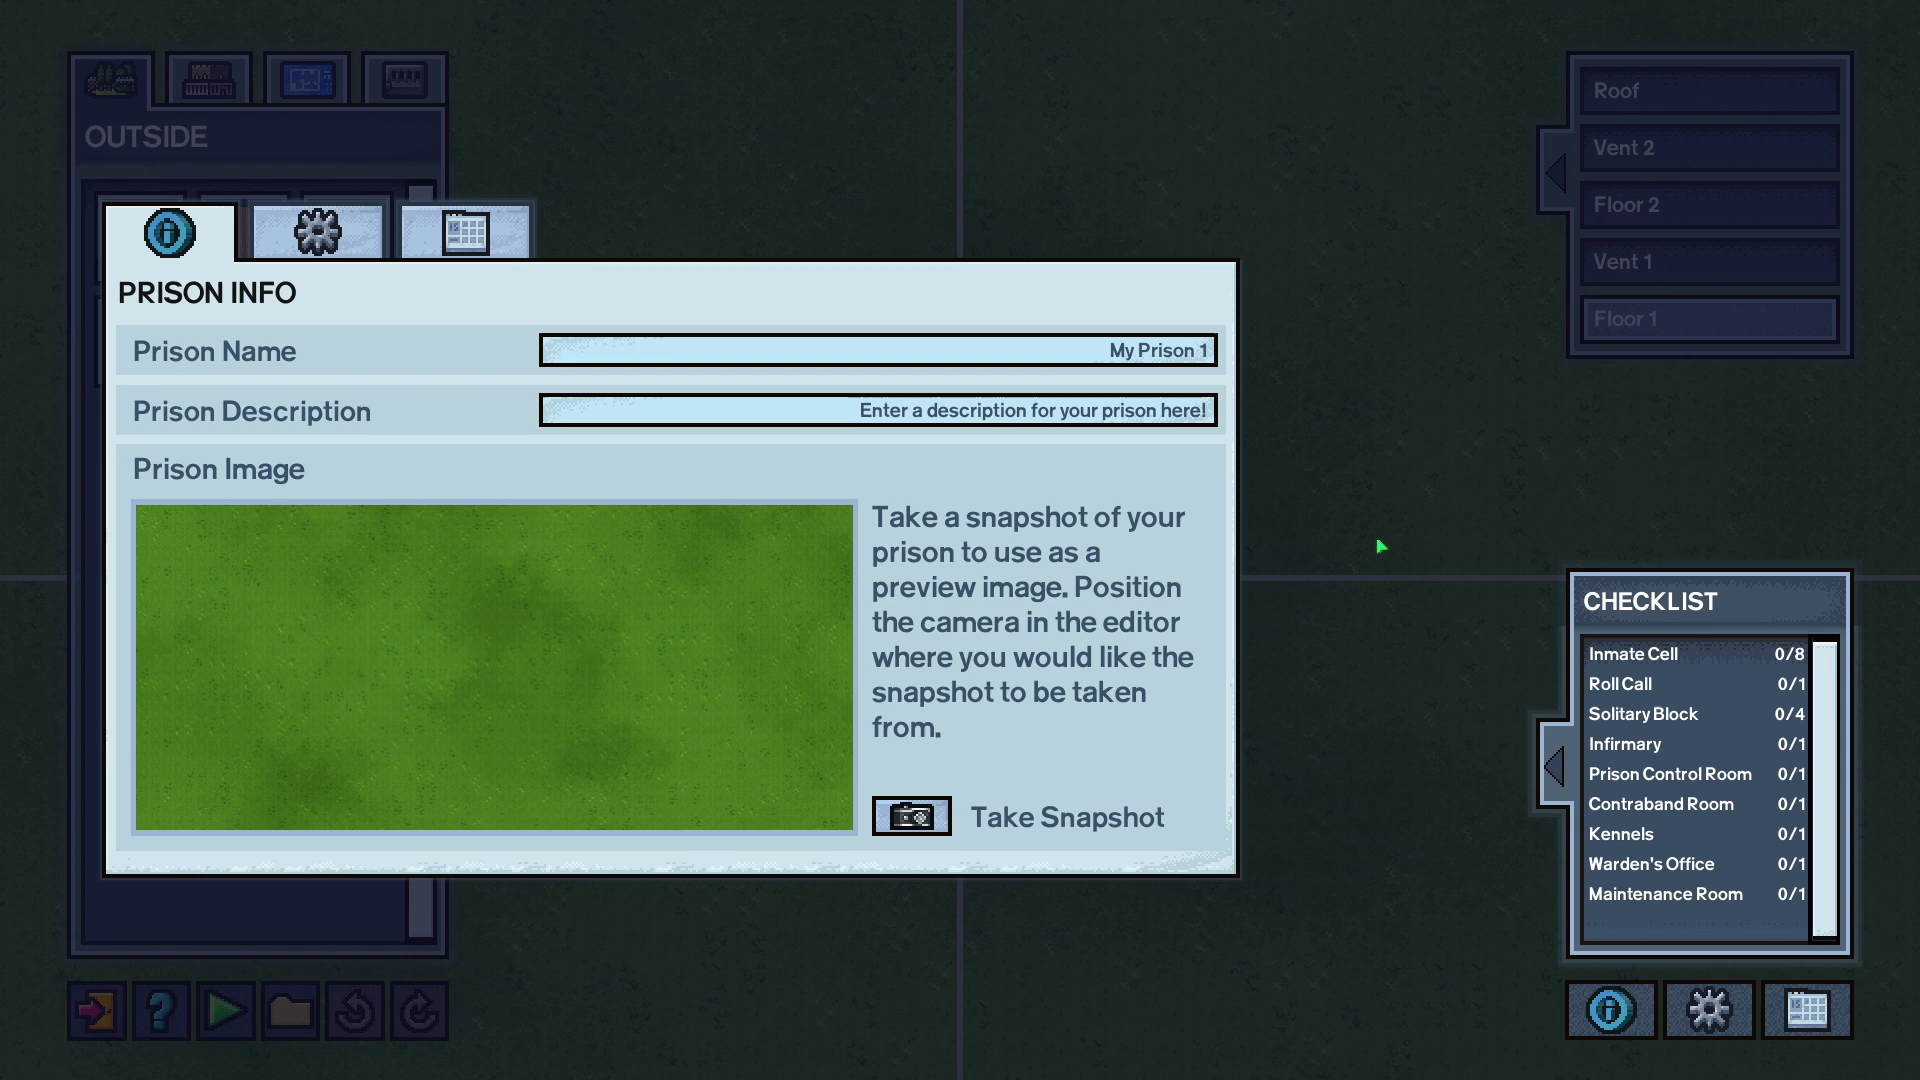 OUTSIDE
PRISON INFO
Prison Name
My Prison 1
Prison Description
Enter a description for your prison here!
Prison Image
Take a snapshot of your
prison to use as a
preview image. Position
the camera in the editor
where you would like the
snapshot to be taken
from.
Take Snapshot
Roof
Vent 2
Floor 2
Vent 1
Floor 1
CHECKLIST
Inmate Cell 0/8
Roll Call 0/1
Solitary Block 0/4
Infirmary 0/1
Prison Control Room 0/1
Contraband Room 0/1
Kennels 0/1
Warden's Office 0/1
Maintenance Room 0/1